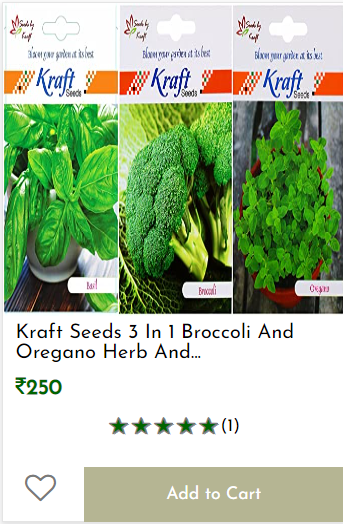 Seeds by Kraft
Seeds by Kraft
Seeds by Kraft
Bloom your garden at its best
Bloom your garden at its best
Bloom your garden at its best
Kraft
Seeds
Kraft
Seeds
Kraft
Seeds
Basil
Broccoli
Oregano
Kraft Seeds 3 In 1 Broccoli And
Oregano Herb And...
₹250
(1)
Add to Cart